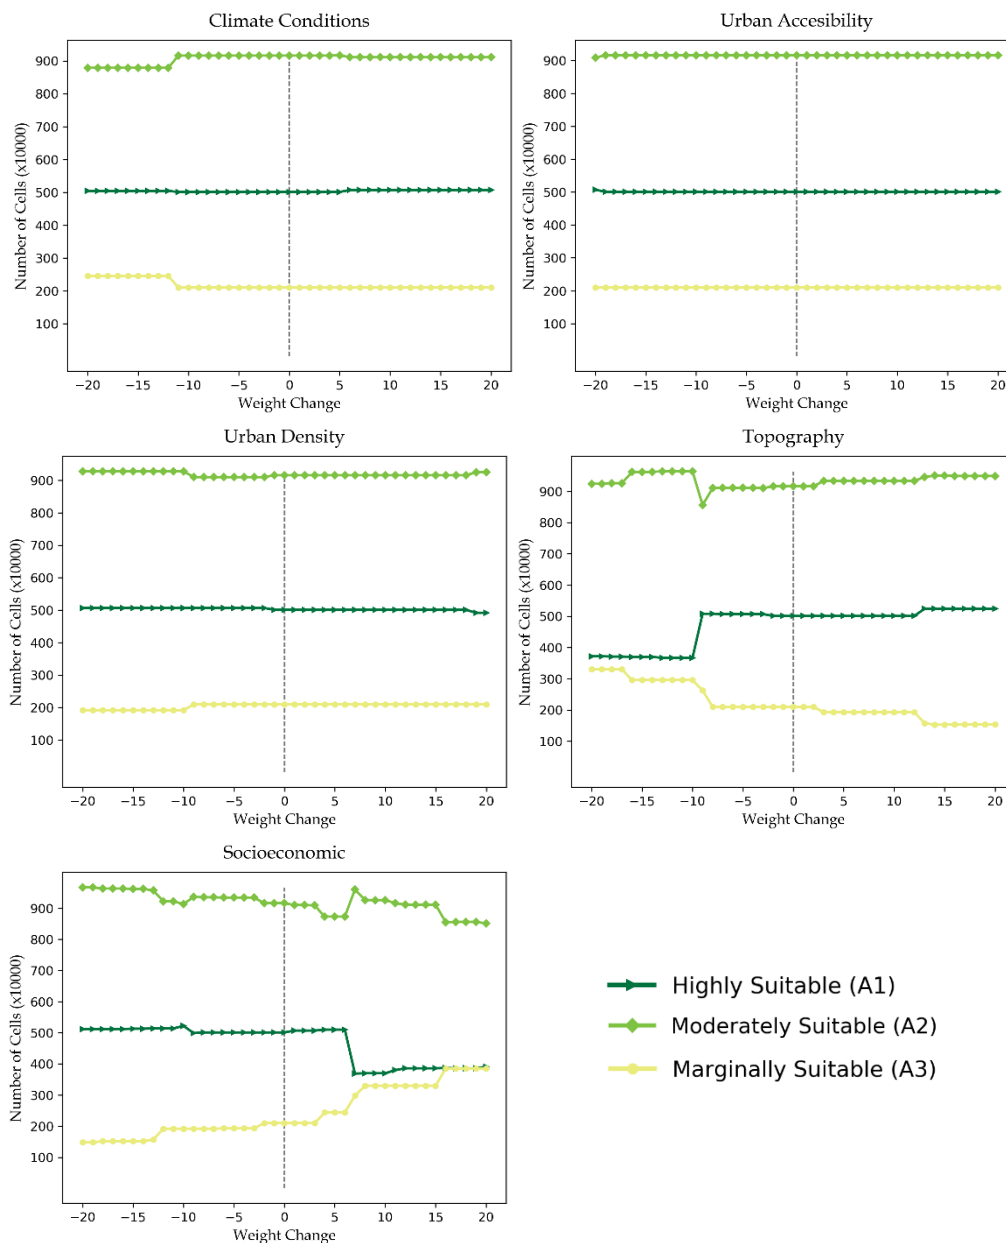 Climate Conditions
Number of Cells (x10000)
900
800
700
600
500
400
300
200
100
−20 −15 −10 −5 0 5 10 15 20
Weight Change
Urban Accesibility
Number of Cells (x10000)
900
800
700
600
500
400
300
200
100
−20 −15 −10 −5 0 5 10 15 20
Weight Change
Urban Density
Number of Cells (x10000)
900
800
700
600
500
400
300
200
100
−20 −15 −10 −5 0 5 10 15 20
Weight Change
Topography
Number of Cells (x10000)
900
800
700
600
500
400
300
200
100
−20 −15 −10 −5 0 5 10 15 20
Weight Change
Socioeconomic
Number of Cells (x10000)
900
800
700
600
500
400
300
200
100
−20 −15 −10 −5 0 5 10 15 20
Weight Change
Highly Suitable (A1)
Moderately Suitable (A2)
Marginally Suitable (A3)